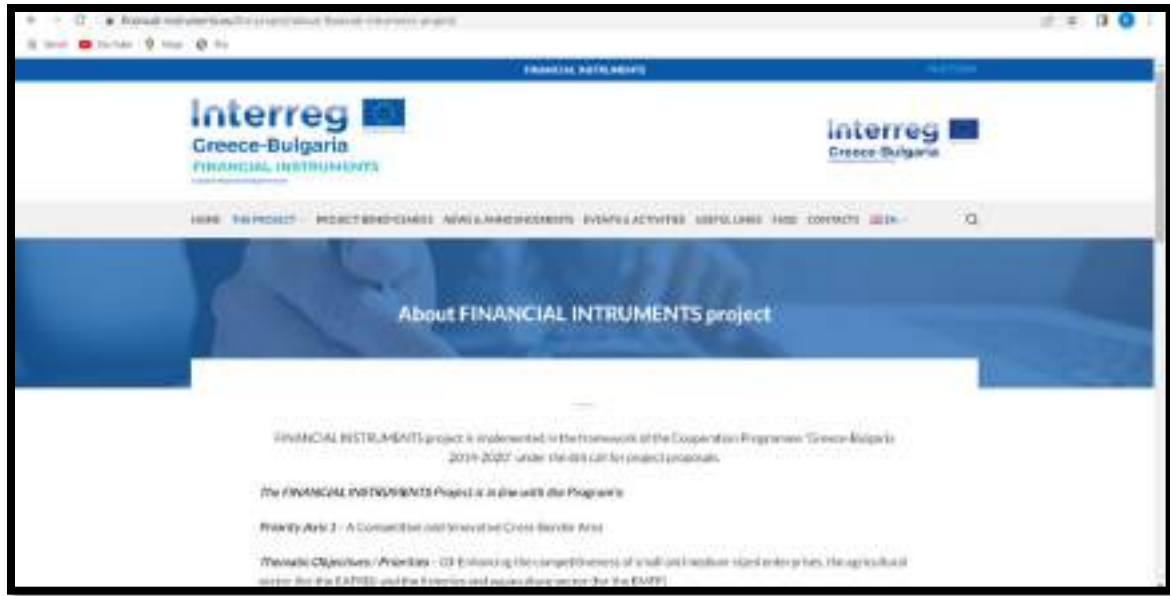 YouTube
FINANCIAL INSTRUMENTS
Interreg
Greece-Bulgaria
FINANCIAL INSTRUMENTS
Interreg
Greece-Bulgaria
HOME THE PROJECT PROJECT BENEFICIARIES NEWS & ANNOUNCEMENTS EVENTS & ACTIVITIES USEFUL LINKS CONTACTS EN
About FINANCIAL INTRUMENTS project
FINANCIAL INSTRUMENTS project is implemented in the framework of the Cooperation Programme "Greece-Bulgaria
2014-2020" under the call for project proposals.
The FINANCIAL INSTRUMENTS Project is in line with the Program's
Priority Axis 1 - A Competitive and Innovative Cross-Border Area
Thematic Objectives / Priorities - 03 Enhancing the competitiveness of small and medium-sized enterprises, the agricultural
sector (for the EAFRD) and the fisheries and aquaculture sector (for the EMFF)